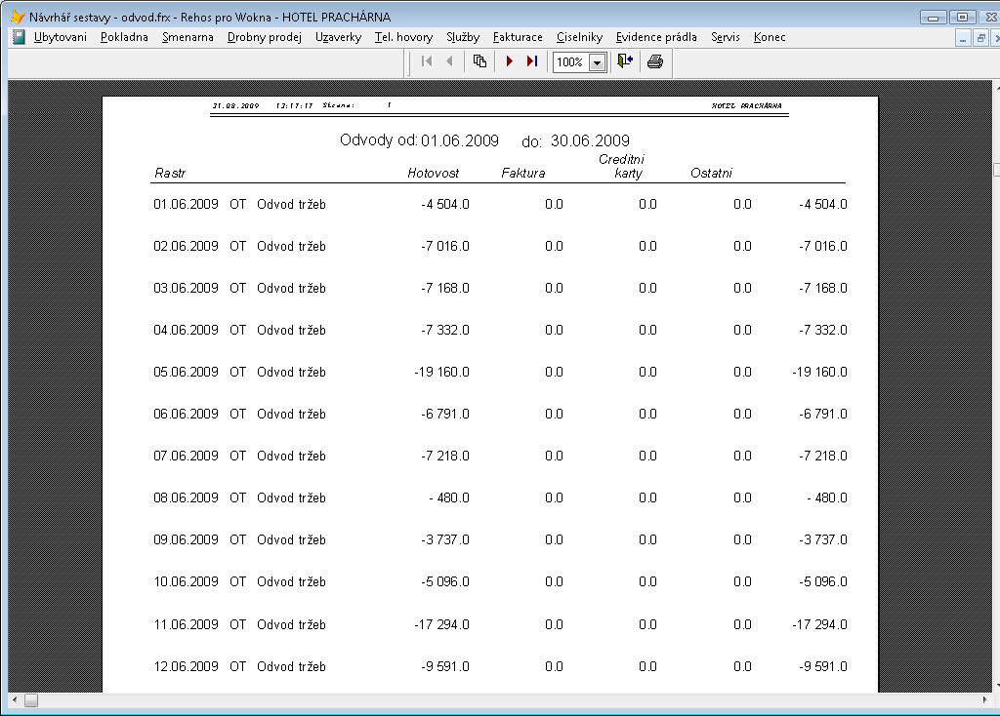 Návrhář sestavy - odvod.frx - Rehos pro Wokna - HOTEL PRACHÁRNA
Ubytovani Pokladna Smenarna Drobny prodej Uzaverky Tel. hovory Služby Fakturace Ciselniky Evidence prádla Servis Konec
100%
31.08.2009 13:17:17 Strana: 1 HOTEL PRACHÁRNA
Odvody od: 01.06.2009 do: 30.06.2009
Rastr Hotovost Faktura Creditní karty Ostatni
01.06.2009 OT Odvod tržeb -4 504.0 0.0 0.0 0.0 -4 504.0
02.06.2009 OT Odvod tržeb -7 016.0 0.0 0.0 0.0 -7 016.0
03.06.2009 OT Odvod tržeb -7 168.0 0.0 0.0 0.0 -7 168.0
04.06.2009 OT Odvod tržeb -7 332.0 0.0 0.0 0.0 -7 332.0
05.06.2009 OT Odvod tržeb -19 160.0 0.0 0.0 0.0 -19 160.0
06.06.2009 OT Odvod tržeb -6 791.0 0.0 0.0 0.0 -6 791.0
07.06.2009 OT Odvod tržeb -7 218.0 0.0 0.0 0.0 -7 218.0
08.06.2009 OT Odvod tržeb - 480.0 0.0 0.0 0.0 - 480.0
09.06.2009 OT Odvod tržeb -3 737.0 0.0 0.0 0.0 -3 737.0
10.06.2009 OT Odvod tržeb -5 096.0 0.0 0.0 0.0 -5 096.0
11.06.2009 OT Odvod tržeb -17 294.0 0.0 0.0 0.0 -17 294.0
12.06.2009 OT Odvod tržeb -9 591.0 0.0 0.0 0.0 -9 591.0